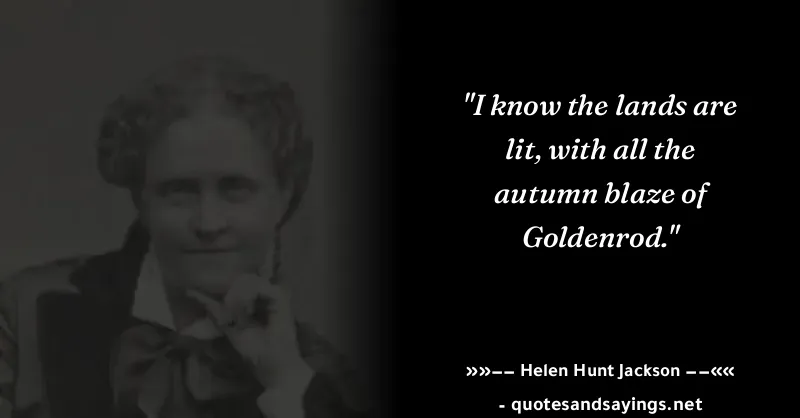 "I know the lands are
lit, with all the
autumn blaze of
Goldenrod."
»»−− Helen Hunt Jackson −−««
- quotesandsayings.net